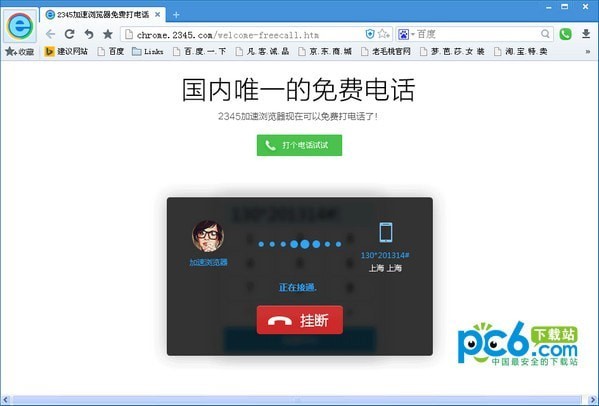 2345加速浏览器免费打电话
chrome.2345.com/welcome-freecall.htm
百度
收藏 建议网站 百度 Links 百.度.一.下 凡.客.诚.品 京.东.商.城 老毛桃官网 梦.芭.莎.女.装 淘.宝.特.卖
国内唯一的免费电话
2345加速浏览器现在可以免费打电话了!
打个电话试试
130*201314#
加速浏览器
130*201314#
上海 上海
正在接通.
挂断
pc6.com 下载站
中国最安全的下载站